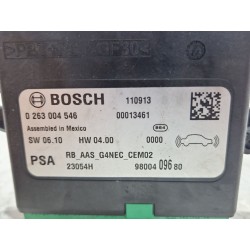 BOSCH 110913
0 263 004 546 00013461
Assembled in Mexico
SW 06.10 HW 04.00 0000
PSA RB_AAS_G4NEC_CEM02
23054H 98004 096 80